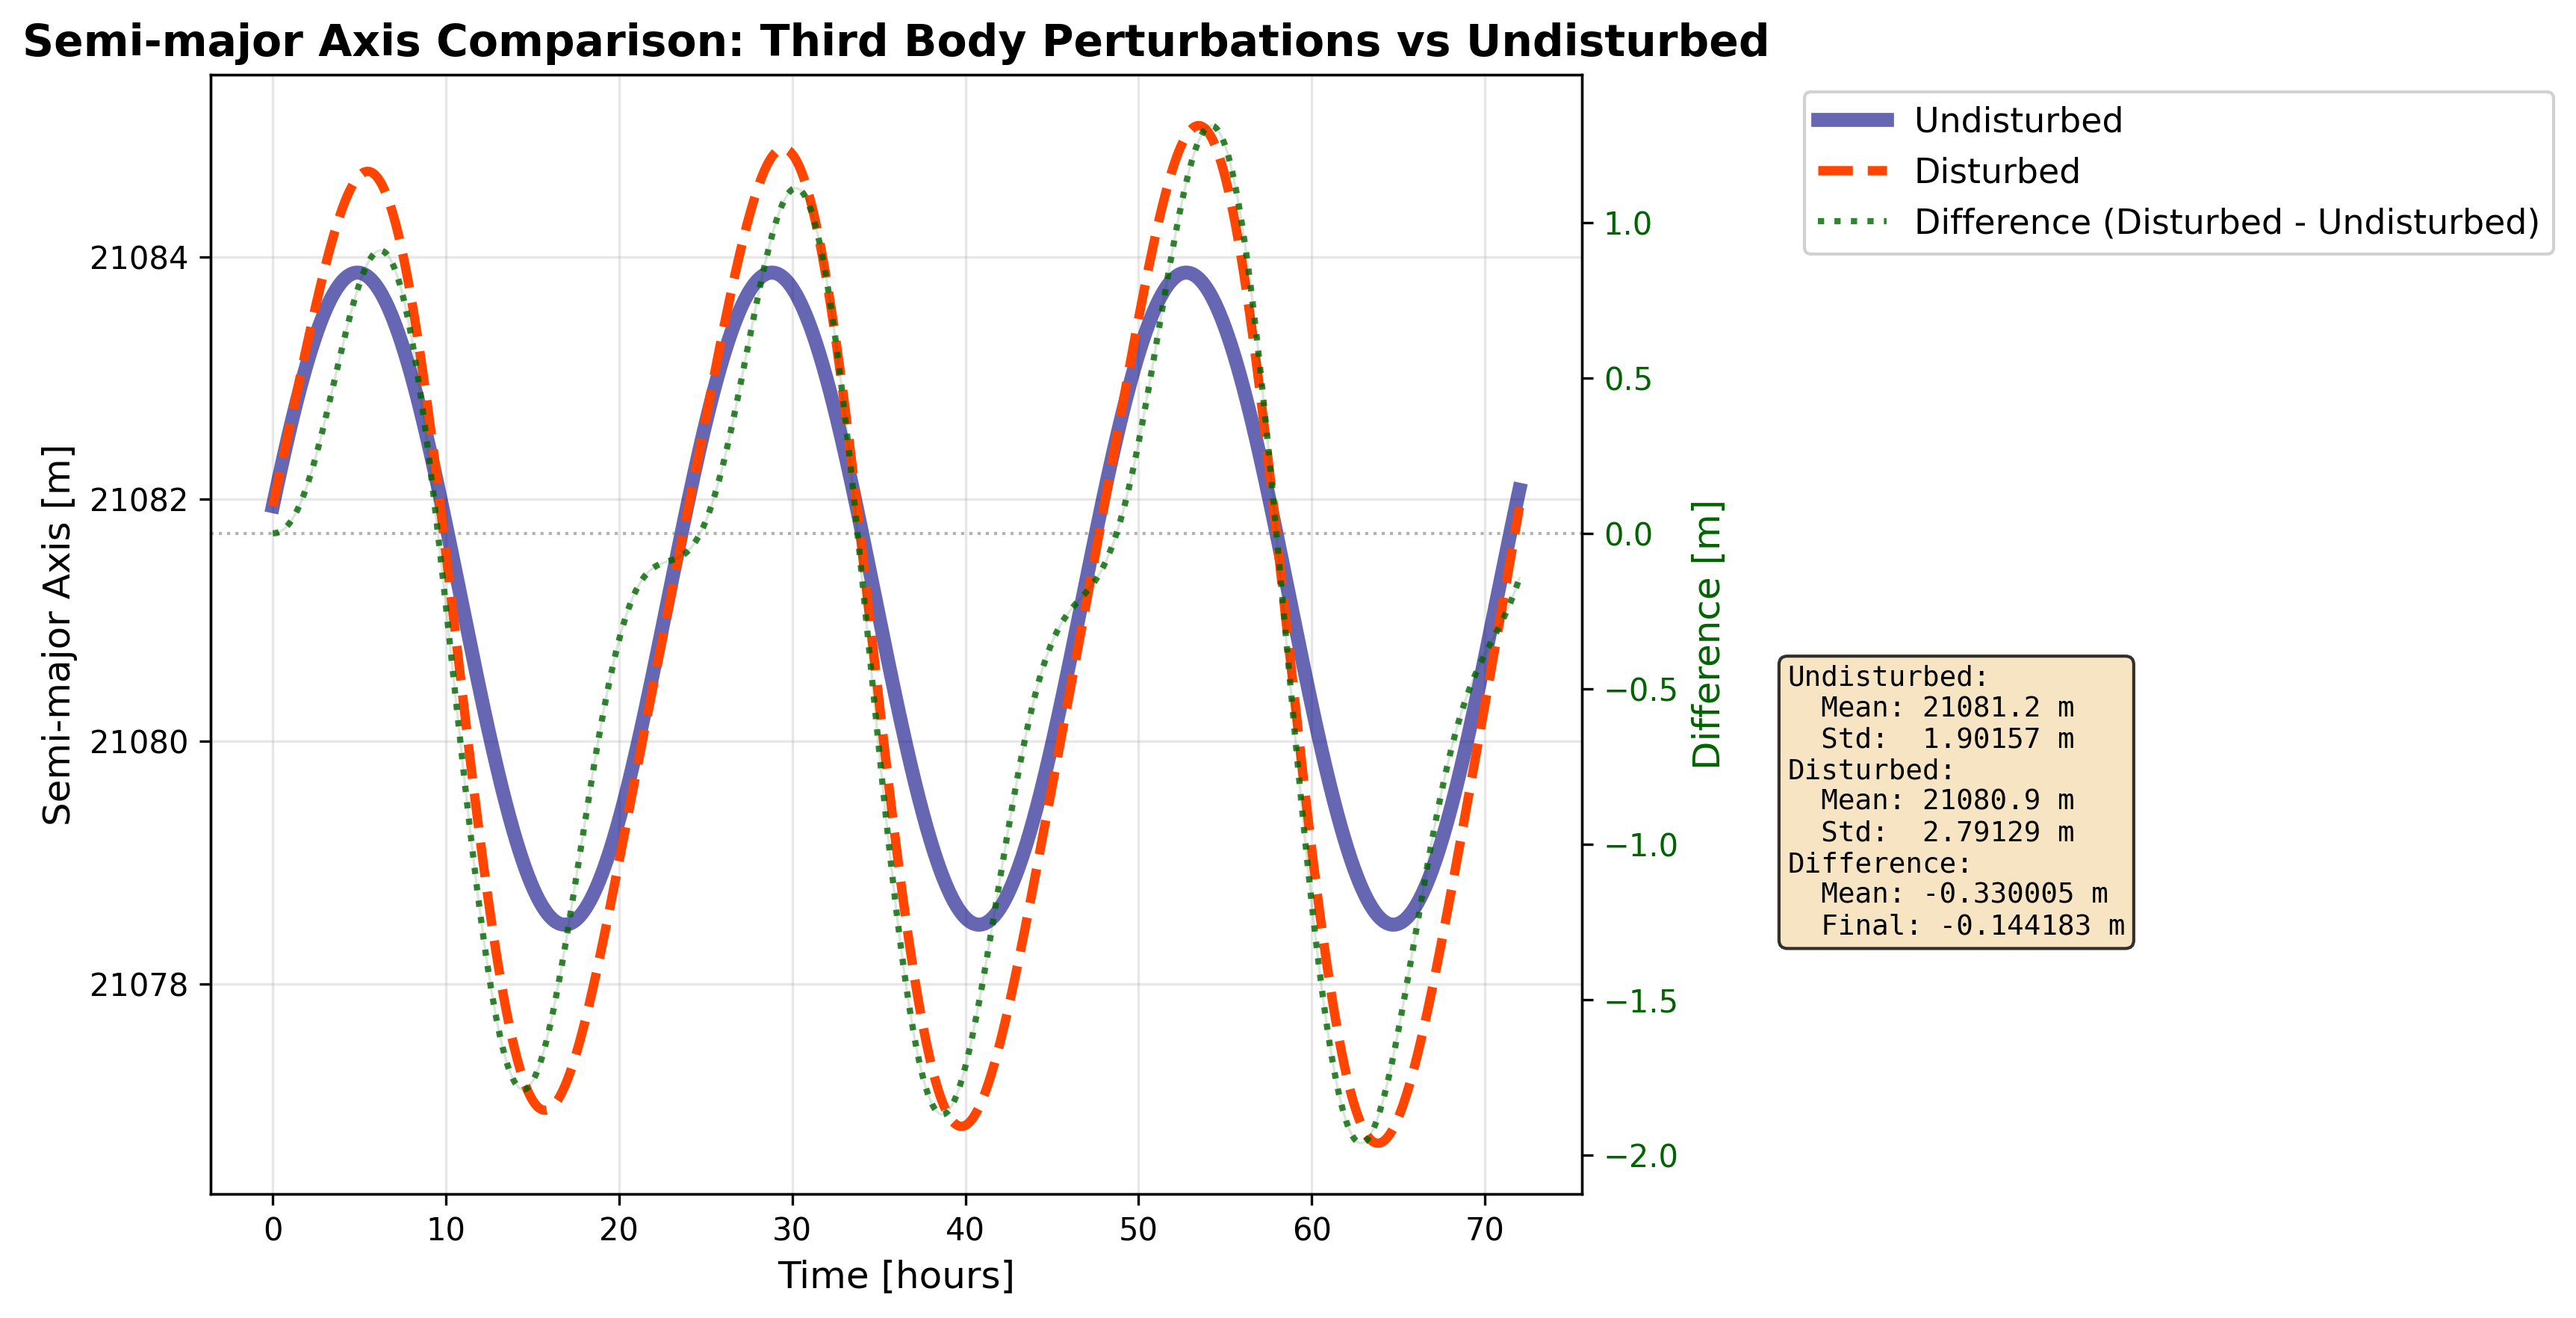 Semi-major Axis Comparison: Third Body Perturbations vs Undisturbed
Undisturbed
Disturbed
Difference (Disturbed - Undisturbed)
Semi-major Axis [m]
21084
21082
21080
21078
1.0
0.5
0.0
−0.5
−1.0
−1.5
−2.0
Difference [m]
Undisturbed:
Mean: 21081.2 m
Std: 1.90157 m
Disturbed:
Mean: 21080.9 m
Std: 2.79129 m
Difference:
Mean: -0.330005 m
Final: -0.144183 m
0 10 20 30 40 50 60 70
Time [hours]